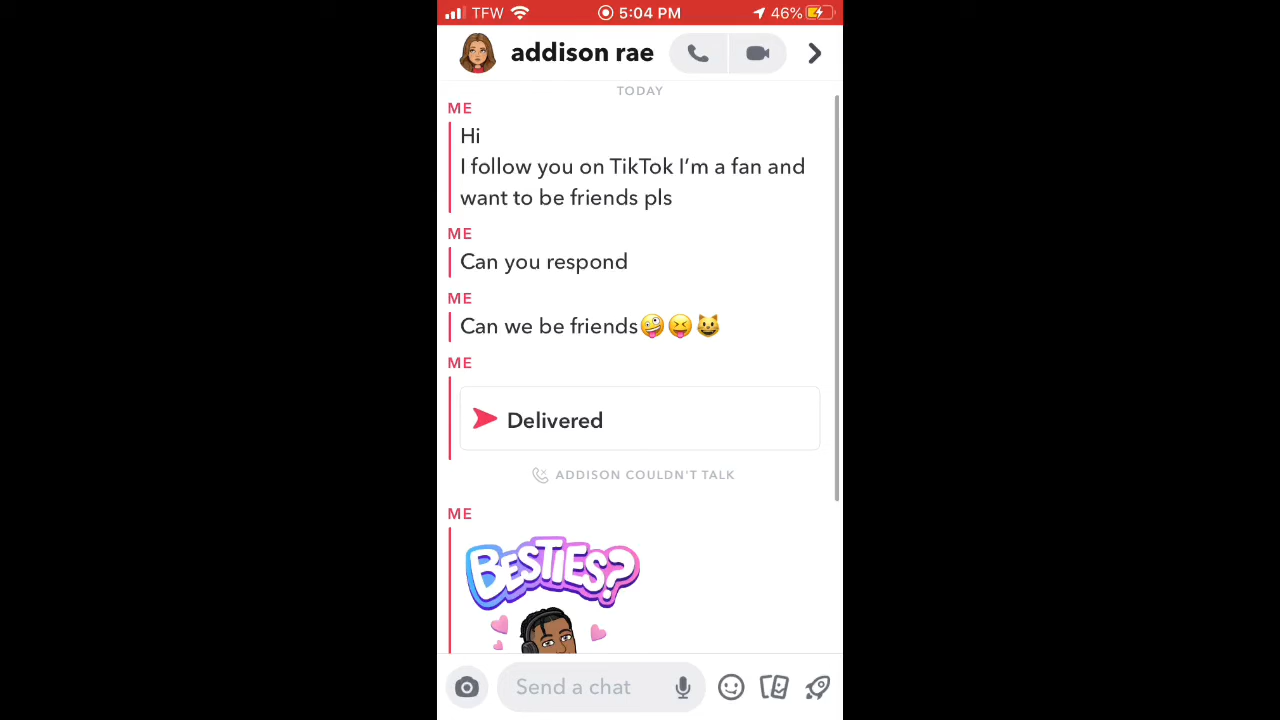 TFW 5:04 PM 46%
addison rae
TODAY
ME
Hi
I follow you on TikTok I’m a fan and
want to be friends pls
ME
Can you respond
ME
Can we be friends🤪😝😺
ME
Delivered
ADDISON COULDN'T TALK
ME
BESTIES?
Send a chat